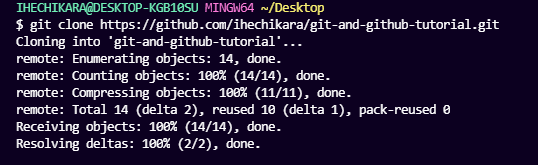 IHECHIKARA@DESKTOP-KGB10SU MINGW64 ~/Desktop
$ git clone https://github.com/ihechikara/git-and-github-tutorial.git
Cloning into 'git-and-github-tutorial'...
remote: Enumerating objects: 14, done.
remote: Counting objects: 100% (14/14), done.
remote: Compressing objects: 100% (11/11), done.
remote: Total 14 (delta 2), reused 10 (delta 1), pack-reused 0
Receiving objects: 100% (14/14), done.
Resolving deltas: 100% (2/2), done.